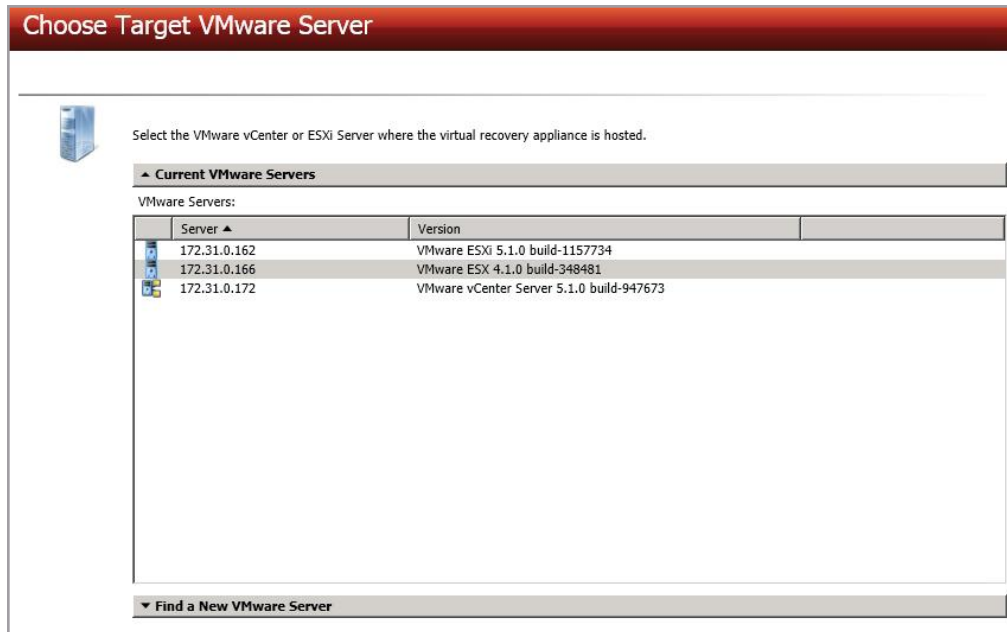 Choose Target VMware Server
Select the VMware vCenter or ESXi Server where the virtual recovery appliance is hosted.
▲ Current VMware Servers
VMware Servers:
Server ▲ Version
172.31.0.162 VMware ESXi 5.1.0 build-1157734
172.31.0.166 VMware ESX 4.1.0 build-348481
172.31.0.172 VMware vCenter Server 5.1.0 build-947673
▼ Find a New VMware Server